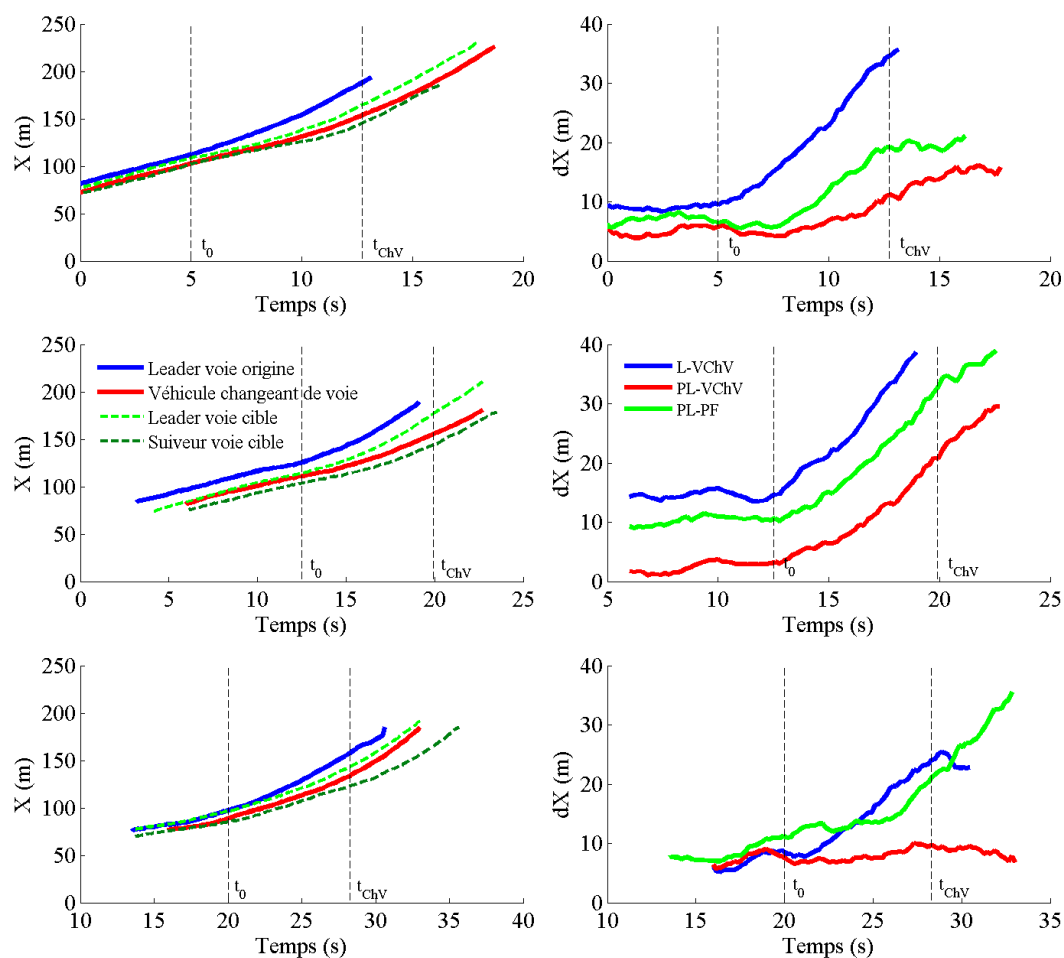 250
200
150
100
50
0
X (m)
0 5 10 15 20
t0
tChV
Temps (s)
40
30
20
10
0
dX (m)
0 5 10 15 20
t0
tChV
Temps (s)
250
200
150
100
50
0
X (m)
Leader voie origine
Véhicule changeant de voie
Leader voie cible
Suiveur voie cible
0 5 10 15 20 25
t0
tChV
Temps (s)
40
30
20
10
0
dX (m)
L-VChV
PL-VChV
PL-PF
5 10 15 20 25
t0
tChV
Temps (s)
250
200
150
100
50
0
X (m)
10 15 20 25 30 35 40
t0
tChV
Temps (s)
40
30
20
10
0
dX (m)
10 15 20 25 30 35
t0
tChV
Temps (s)